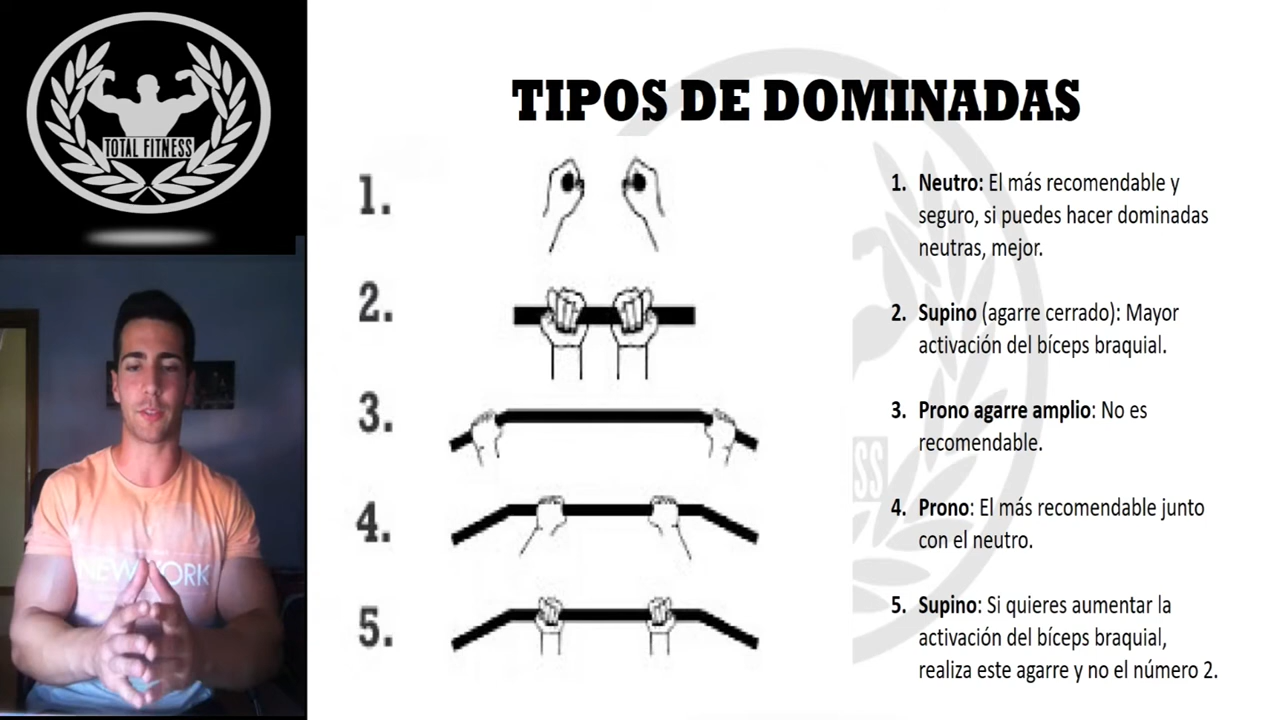 TOTAL FITNESS
NEW YORK
TIPOS DE DOMINADAS
1.
2.
3.
4.
5.
1. Neutro: El más recomendable y
seguro, si puedes hacer dominadas
neutras, mejor.
2. Supino (agarre cerrado): Mayor
activación del bíceps braquial.
3. Prono agarre amplio: No es
recomendable.
4. Prono: El más recomendable junto
con el neutro.
5. Supino: Si quieres aumentar la
activación del bíceps braquial,
realiza este agarre y no el número 2.